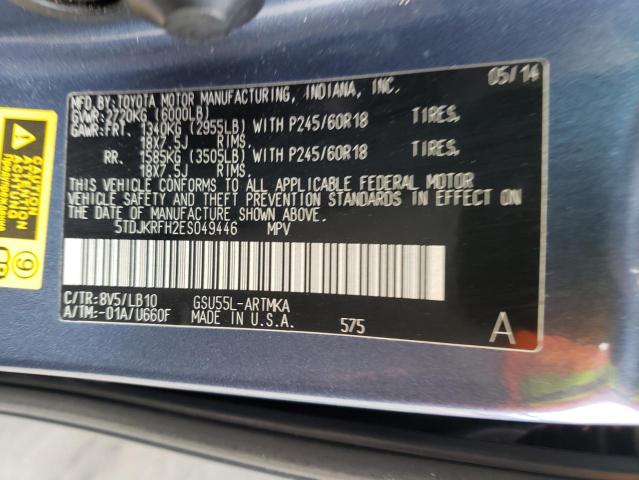 MFD. BY: TOYOTA MOTOR MANUFACTURING, INDIANA, INC. 05/14
GVWR: 2720KG (6000LB)
GAWR: FRT. 1340KG (2955LB) WITH P245/60R18 TIRES,
18X7.5J RIMS,
RR. 1585KG (3505LB) WITH P245/60R18 TIRES,
18X7.5J RIMS.
THIS VEHICLE CONFORMS TO ALL APPLICABLE FEDERAL MOTOR
VEHICLE SAFETY AND THEFT PREVENTION STANDARDS IN EFFECT ON
THE DATE OF MANUFACTURE SHOWN ABOVE.
5TDJKRFH2ES049446 MPV
C/TR: 8V5/LB10 GSU55L-ARTMKA
A/TM: -01A/U660F MADE IN U.S.A. 575 A
CAUTION